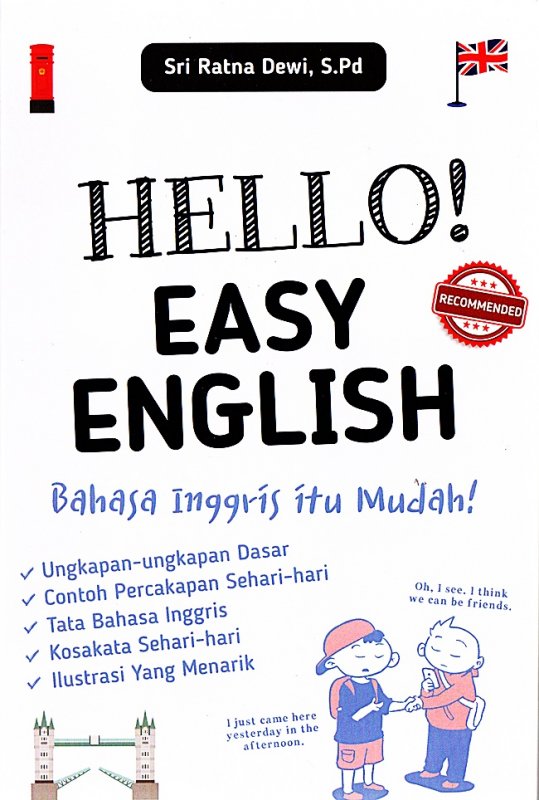 Sri Ratna Dewi, S.Pd
HELLO!
EASY
RECOMMENDED
ENGLISH
Bahasa Inggris itu Mudah!
Ungkapan-ungkapan Dasar
Contoh Percakapan Sehari-hari
Tata Bahasa Inggris
Kosakata Sehari-hari
Ilustrasi Yang Menarik
Oh, I see. I think
we can be friends.
I just came here
yesterday in the
afternoon.